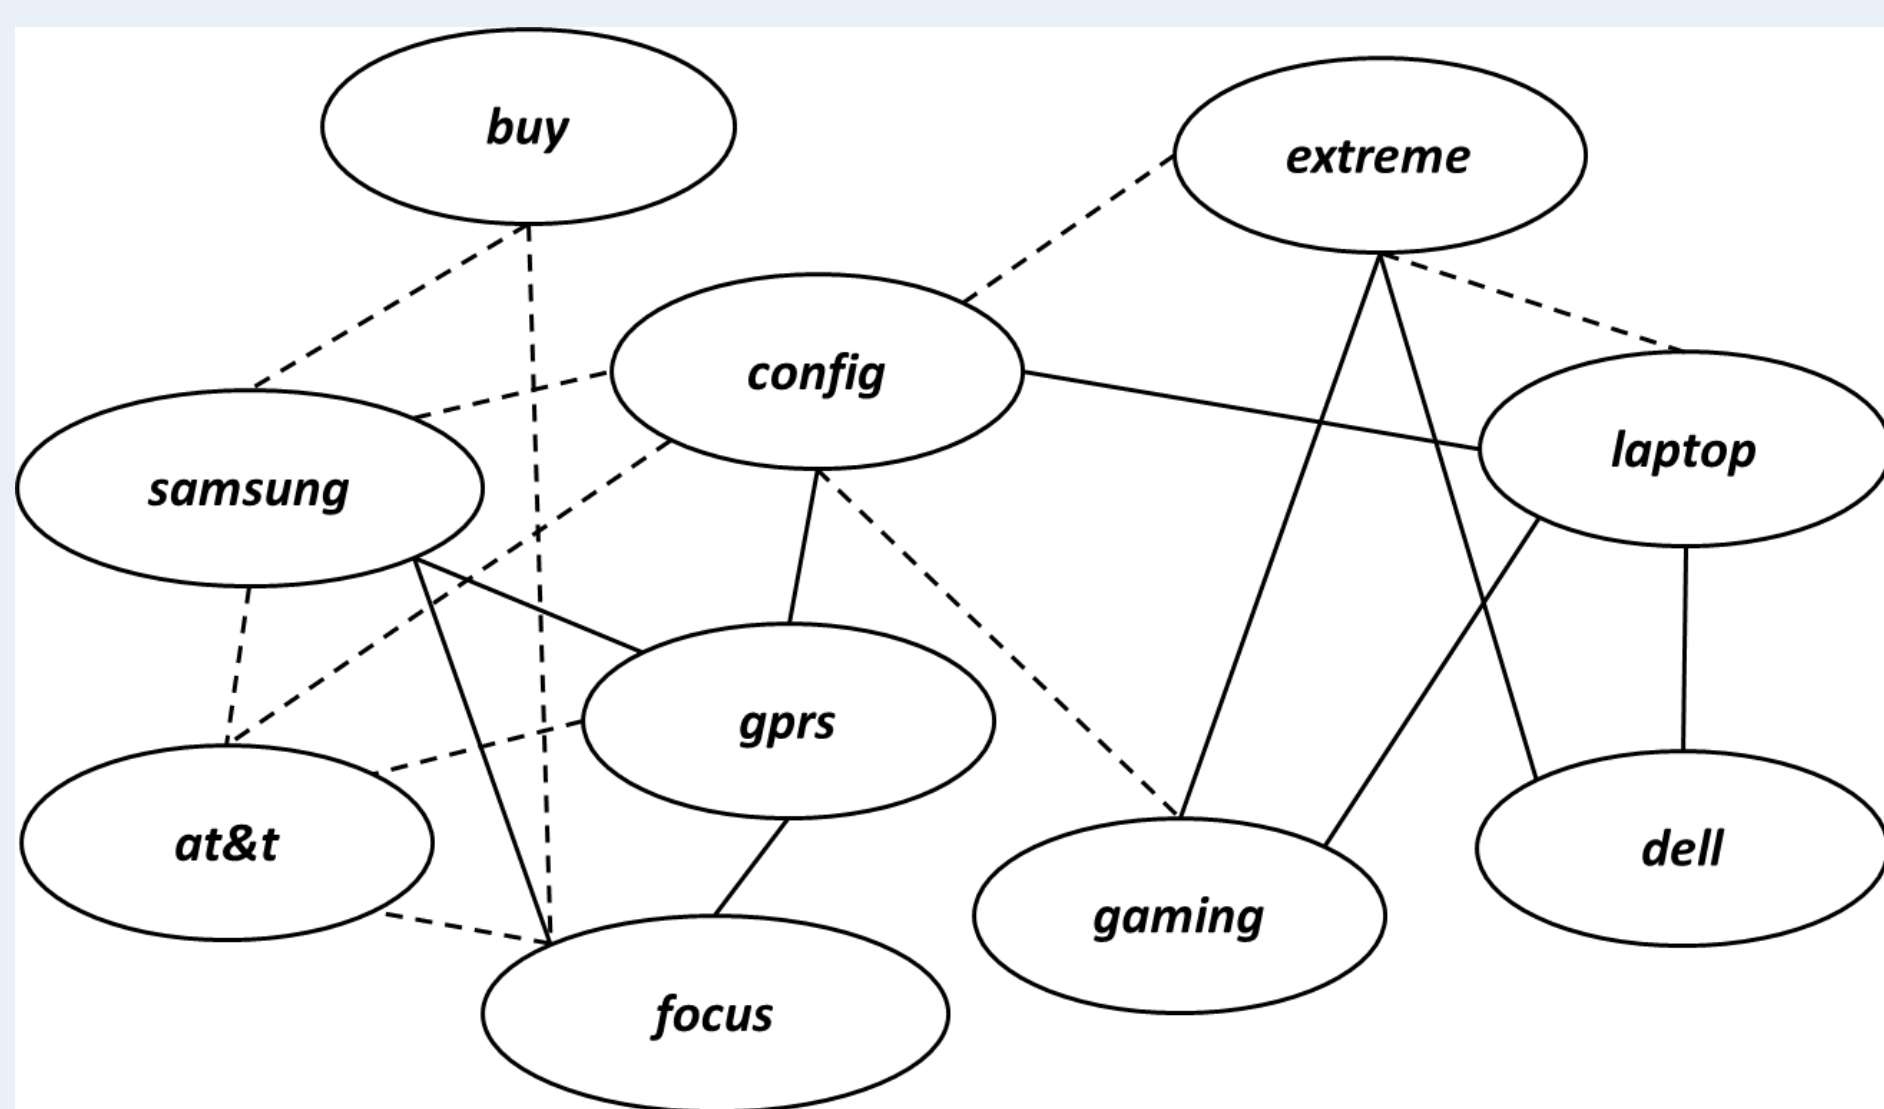 buy
extreme
config
laptop
samsung
gprs
at&t
dell
gaming
focus